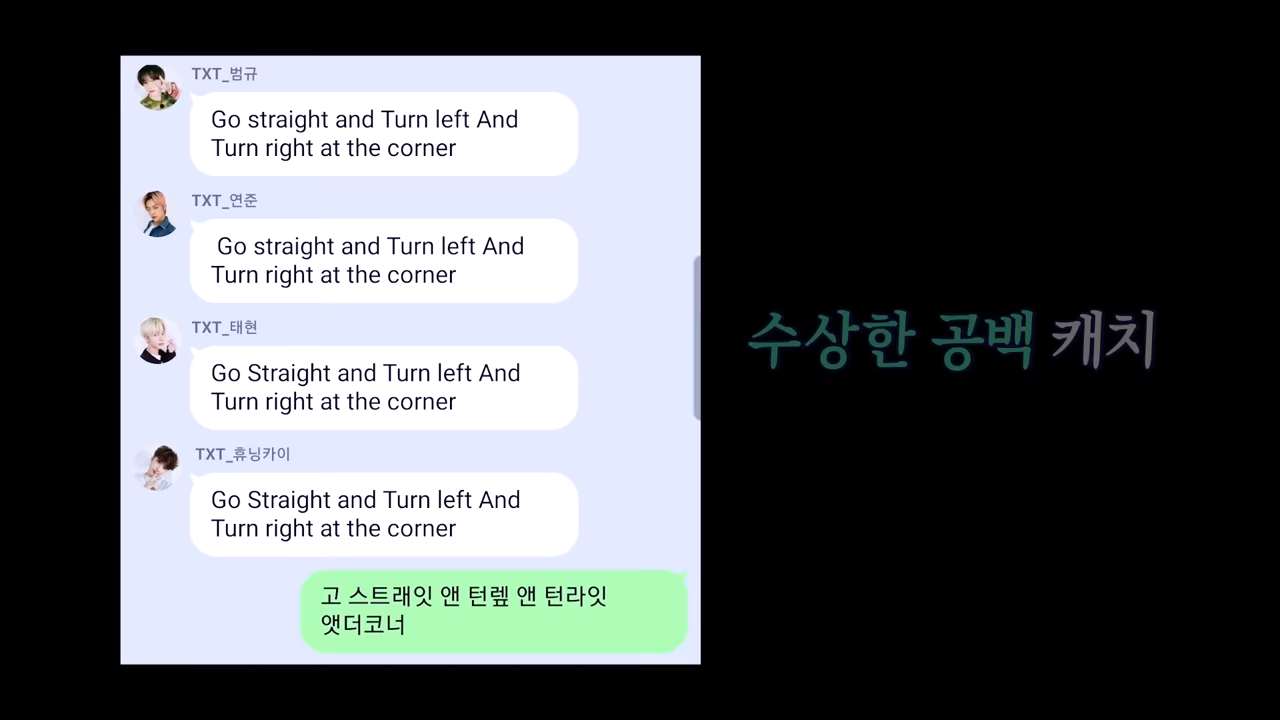 TXT_범규
Go straight and Turn left And
Turn right at the corner
TXT_연준
Go straight and Turn left And
Turn right at the corner
TXT_태현
Go Straight and Turn left And
Turn right at the corner
TXT_휴닝카이
Go Straight and Turn left And
Turn right at the corner
고 스트래잇 앤 턴렢 앤 턴라잇
앳더코너
수상한 공백 캐치